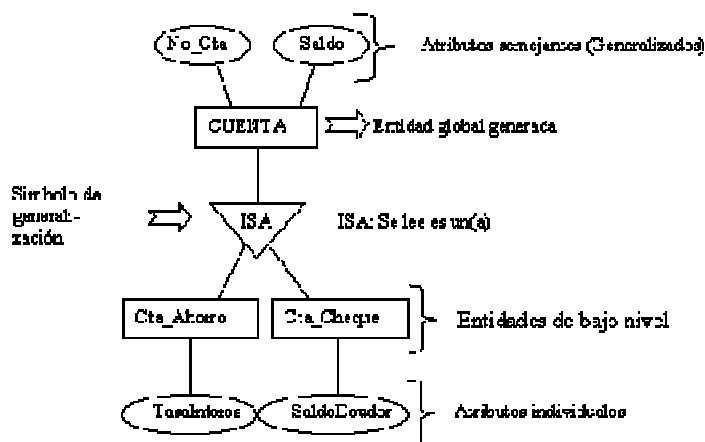 No_Cta
Saldo
Atributos semejantes (Generalizados)
CUENTA
Entidad global generada
Simbolo de
generali-
zación
ISA
ISA: Se lee es un(a)
Cta_Ahorro
Cta_Cheque
Entidades de bajo nivel
TasaInteres
SaldoDeudor
Atributos individuales